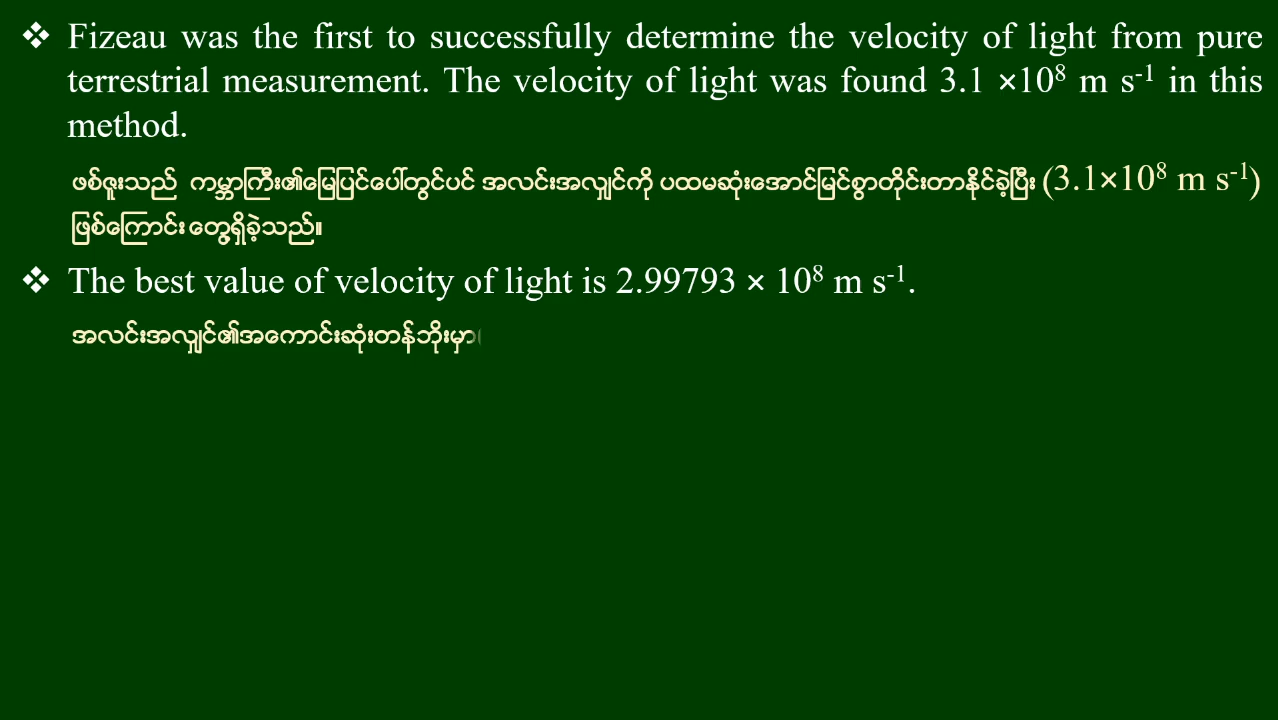 ❖ Fizeau was the first to successfully determine the velocity of light from pure
terrestrial measurement. The velocity of light was found 3.1 ×10⁸ m s⁻¹ in this
method.
ဖစ်ဇူးသည် ကမ္ဘာကြီး၏မြေပြင်ပေါ်တွင်ပင် အလင်းအလျှင်ကို ပထမဆုံးအောင်မြင်စွာတိုင်းတာနိုင်ခဲ့ပြီး (3.1×10⁸ m s⁻¹)
ဖြစ်ကြောင်း တွေ့ရှိခဲ့သည်။
❖ The best value of velocity of light is 2.99793 × 10⁸ m s⁻¹.
အလင်းအလျှင်၏အကောင်းဆုံးတန်ဘိုးမှာ(